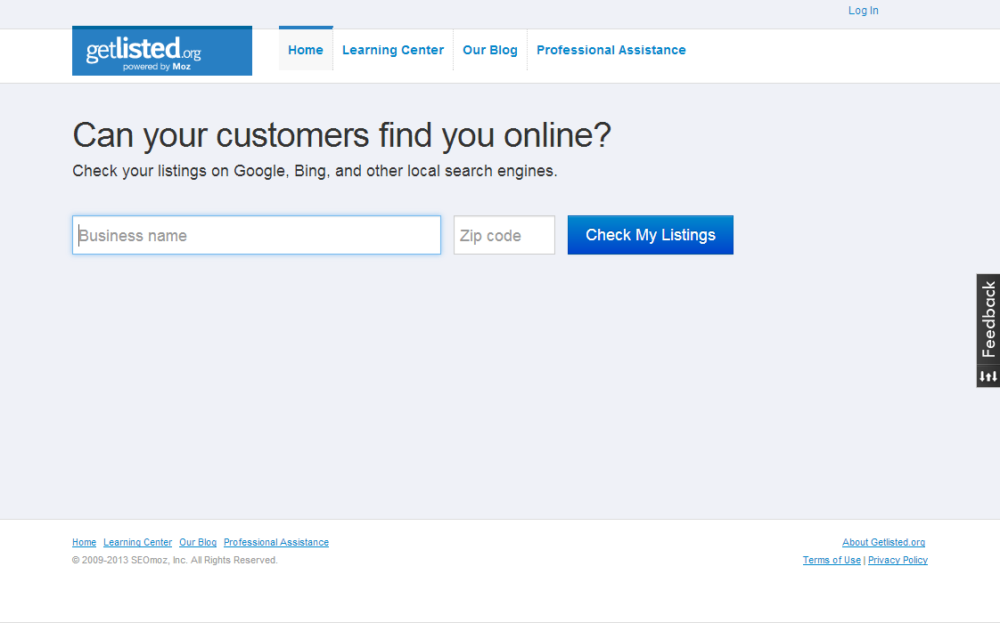 Log In
getlisted.org
powered by Moz
Home Learning Center Our Blog Professional Assistance
Can your customers find you online?
Check your listings on Google, Bing, and other local search engines.
Business name Zip code Check My Listings
Feedback
Home Learning Center Our Blog Professional Assistance About Getlisted.org
© 2009-2013 SEOmoz, Inc. All Rights Reserved. Terms of Use | Privacy Policy